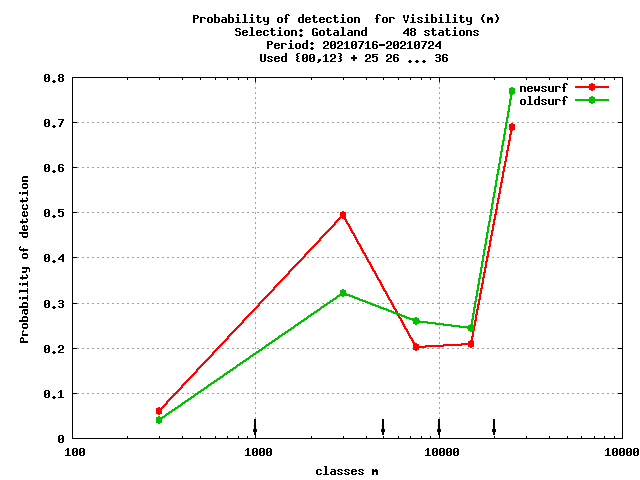 Probability of detection  for Visibility (m)
Selection: Gotaland     48 stations
Period: 20210716-20210724
Used {00,12} + 25 26 ... 36
0.8
newsurf
oldsurf
0.7
0.6
0.5
0.4
0.3
0.2
0.1
0
Probability of detection
100
1000
10000
10000
classes m